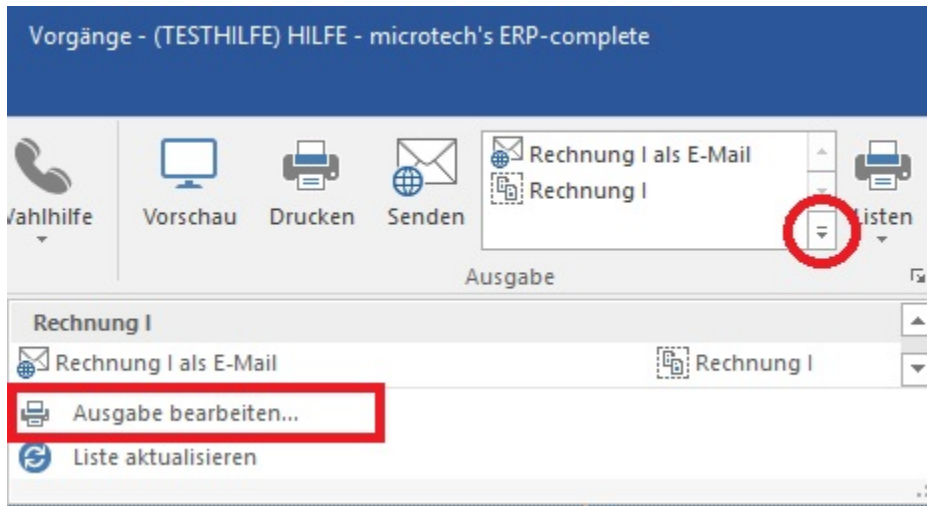 Vorgänge - (TESTHILFE) HILFE - microtech's ERP-complete
Rechnung I als E-Mail
Rechnung I
Vorschau Drucken Senden
Ausgabe
Rechnung I
Rechnung I als E-Mail Rechnung I
Ausgabe bearbeiten...
Liste aktualisieren